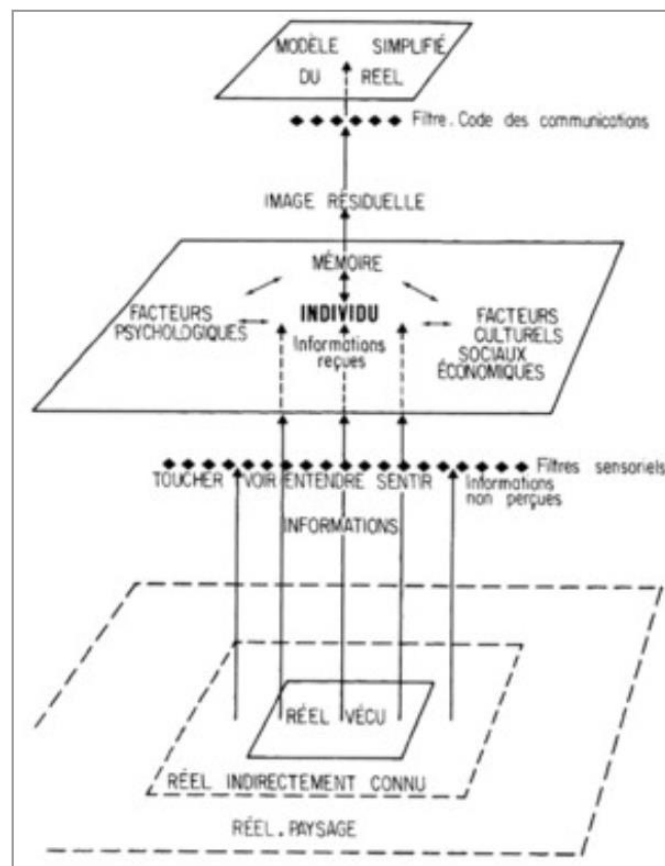 MODÈLE SIMPLIFIÉ
DU RÉEL
Filtre. Code des communications
IMAGE RÉSIDUELLE
MÉMOIRE
FACTEURS
PSYCHOLOGIQUES
INDIVIDU
Informations
reçues
FACTEURS
CULTURELS
SOCIAUX
ÉCONOMIQUES
Filtres sensoriels
TOUCHER VOIR ENTENDRE SENTIR
Informations
non perçues
INFORMATIONS
RÉEL VÉCU
RÉEL INDIRECTEMENT CONNU
RÉEL.PAYSAGE